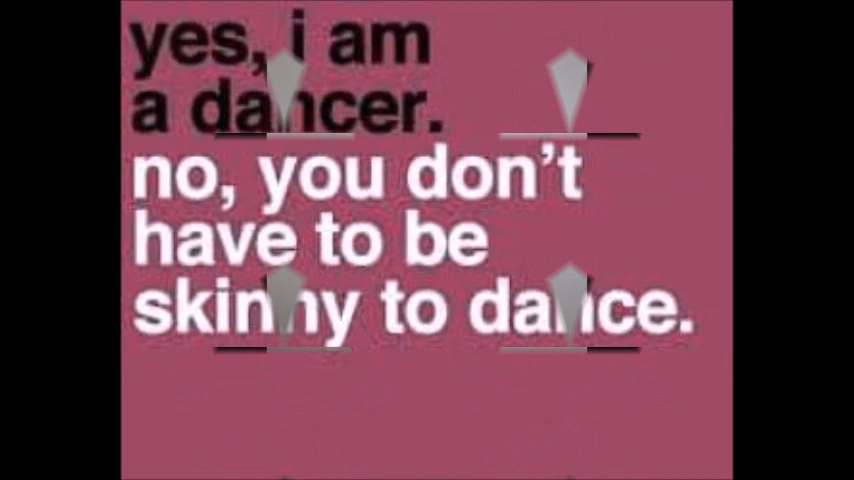 yes, i am
a dancer.
no, you don't
have to be
skinny to dance.